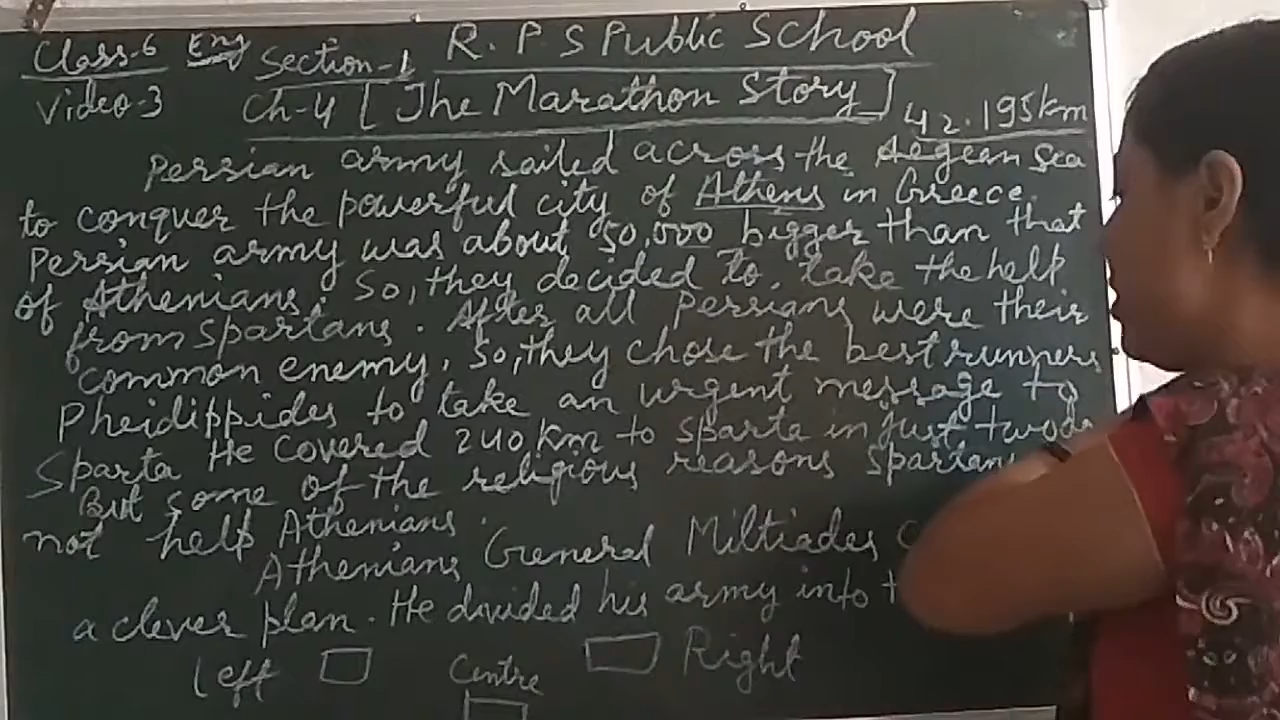 Class-6 Eng Section-1 R. P S Public School
Video-3 Ch-4 [ The Marathon Story ] 42.195km
Persian army sailed across the Aegean Sea
to conquer the powerful city of Athens in Greece.
Persian army was about 50,000 bigger than that
of Athenians. So, they decided to take the help
from Spartans. After all Persians were their
common enemy. So, they chose the best runners
Pheidippides to take an urgent message to
Sparta He covered 240 km to sparta in just two
But some of the religious reasons Spartans
not help Athenians.
Athenians General Miltiades
a clever plan. He divided his army into
Left Centre Right